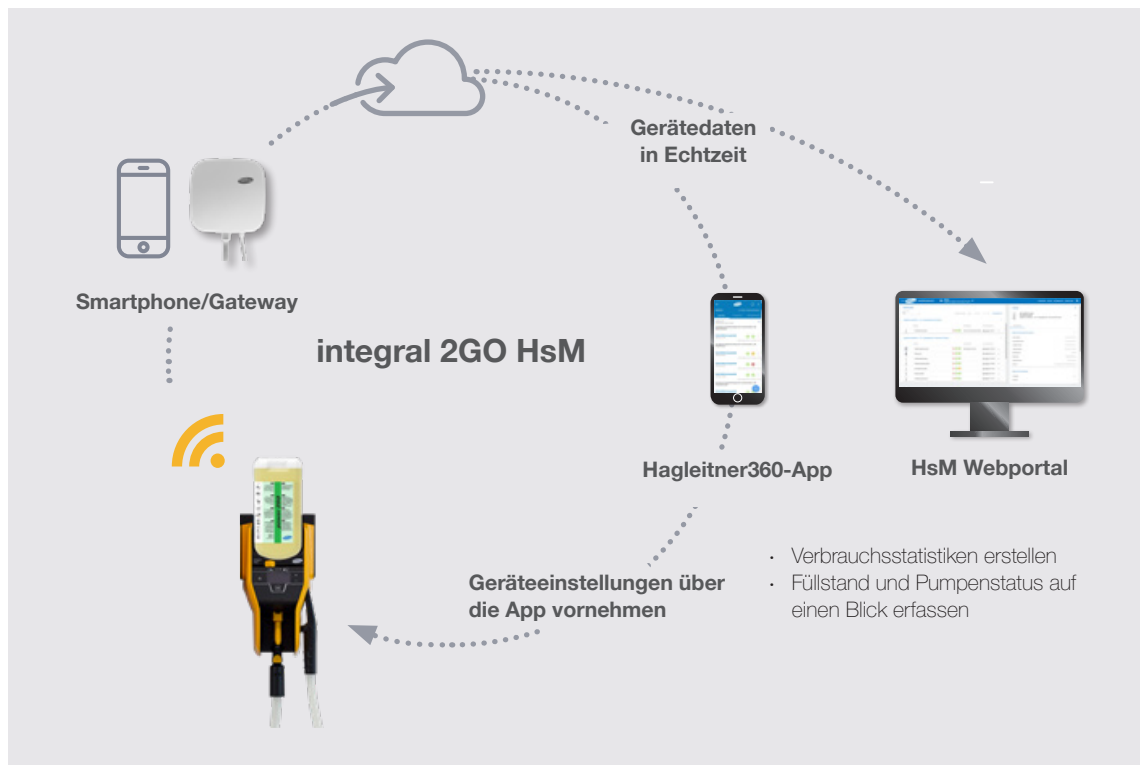 Gerätedaten
in Echtzeit
Smartphone/Gateway
integral 2GO HsM
Hagleitner360-App
HsM Webportal
Geräteeinstellungen über
die App vornehmen
· Verbrauchsstatistiken erstellen
· Füllstand und Pumpenstatus auf
einen Blick erfassen